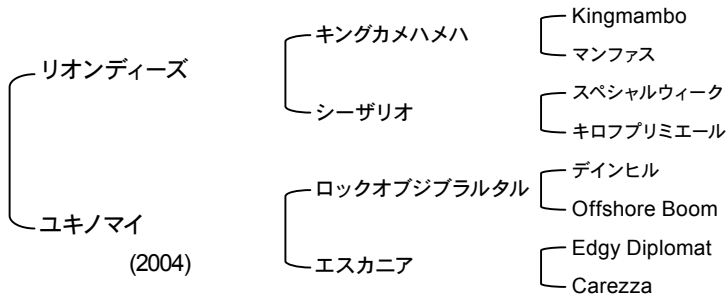 リオンディーズ
キングカメハメハ
Kingmambo
マンファス
シーザリオ
スペシャルウィーク
キロフプリミエール
ユキノマイ
(2004)
ロックオブジブラルタル
デインヒル
Offshore Boom
エスカニア
Edgy Diplomat
Carezza